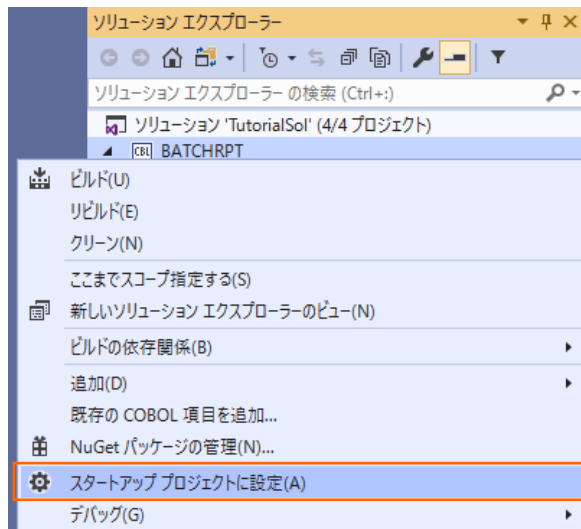 ソリューション エクスプローラー
ソリューション エクスプローラー の検索 (Ctrl+:)
ソリューション 'TutorialSol' (4/4 プロジェクト)
CBL BATCHRPT
ビルド(U)
リビルド(E)
クリーン(N)
ここまでスコープ指定する(S)
新しいソリューション エクスプローラーのビュー(N)
ビルドの依存関係(B)
追加(D)
既存の COBOL 項目を追加...
NuGet パッケージの管理(N)...
スタートアップ プロジェクトに設定(A)
デバッグ(G)